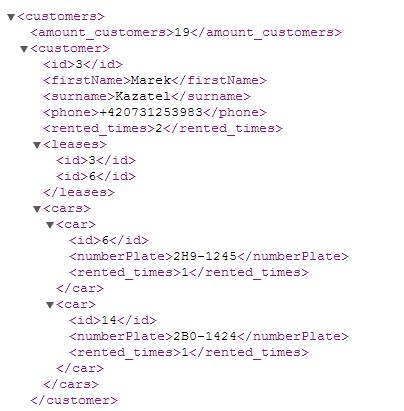 ▼<customers>
<amount_customers>19</amount_customers>
▼<customer>
<id>3</id>
<firstName>Marek</firstName>
<surname>Kazatel</surname>
<phone>+420731253983</phone>
<rented_times>2</rented_times>
▼<leases>
<id>3</id>
<id>6</id>
</leases>
▼<cars>
▼<car>
<id>6</id>
<numberPlate>2H9-1245</numberPlate>
<rented_times>1</rented_times>
</car>
▼<car>
<id>14</id>
<numberPlate>2B0-1424</numberPlate>
<rented_times>1</rented_times>
</car>
</cars>
</customer>